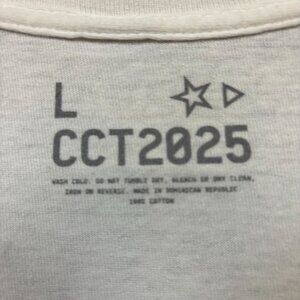 L
CCT2025
WASH COLD. DO NOT TUMBLE DRY, BLEACH OR DRY CLEAN,
IRON ON REVERSE. MADE IN DOMINICAN REPUBLIC
100% COTTON